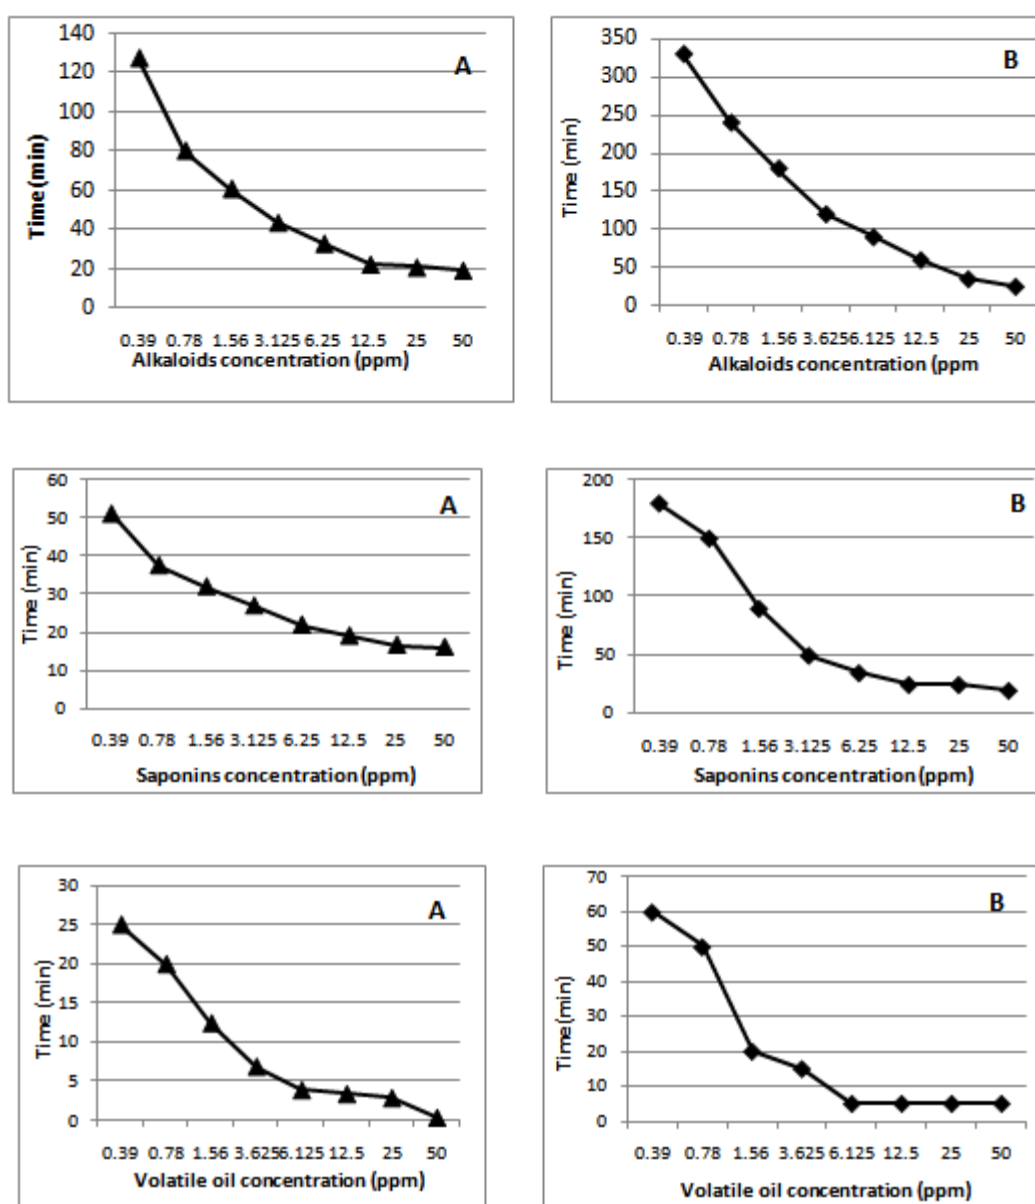 140
120
100
80
60
40
20
0
Time (min)
A
0.39 0.78 1.56 3.125 6.25 12.5 25 50
Alkaloids concentration (ppm)
350
300
250
200
150
100
50
0
Time (min)
B
0.39 0.78 1.56 3.6256.125 12.5 25 50
Alkaloids concentration (ppm
60
50
40
30
20
10
0
Time (min)
A
0.39 0.78 1.56 3.125 6.25 12.5 25 50
Saponins concentration (ppm)
200
150
100
50
0
Time (min)
B
0.39 0.78 1.56 3.125 6.25 12.5 25 50
Saponins concentration (ppm)
30
25
20
15
10
5
0
Time (min)
A
0.39 0.78 1.56 3.6256.125 12.5 25 50
Volatile oil concentration (ppm)
70
60
50
40
30
20
10
0
Time (min)
B
0.39 0.78 1.56 3.625 6.125 12.5 25 50
Volatile oil concentration (ppm)